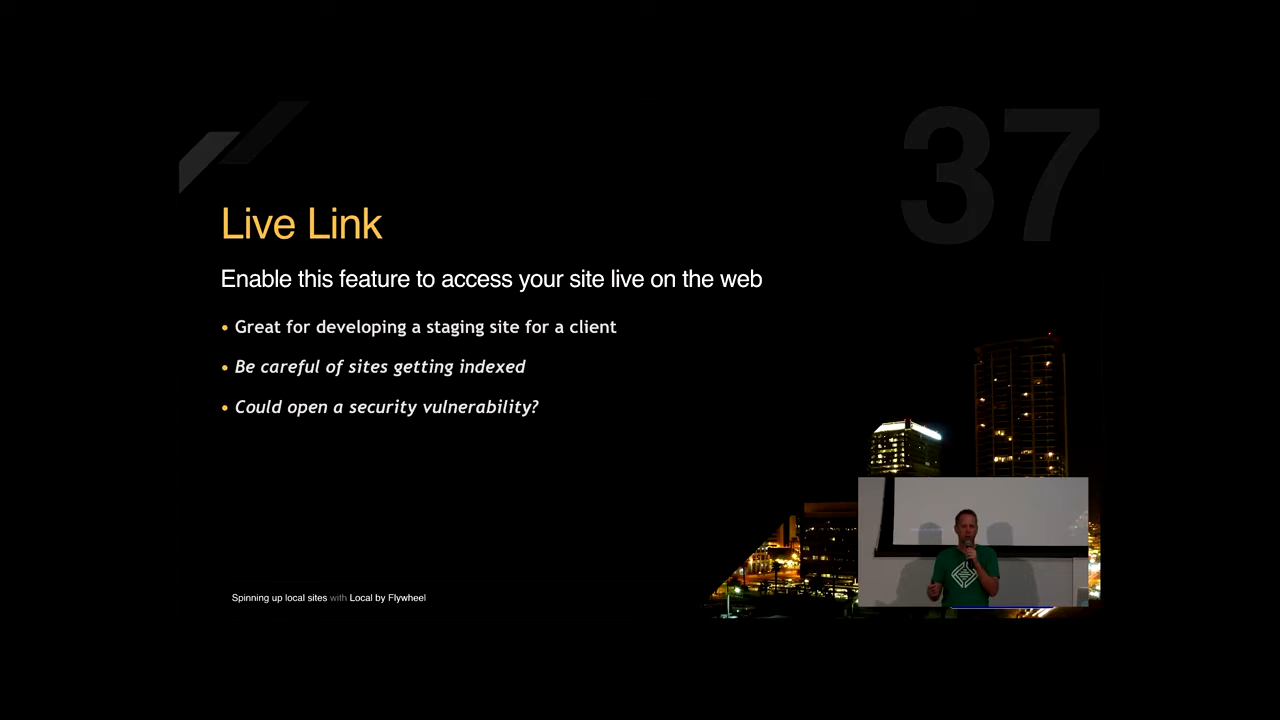 37
Live Link
Enable this feature to access your site live on the web
• Great for developing a staging site for a client
• Be careful of sites getting indexed
• Could open a security vulnerability?
Spinning up local sites with Local by Flywheel